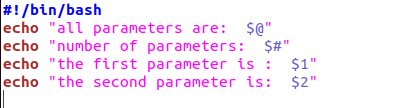 #!/bin/bash
echo "all parameters are:  $@"
echo "number of parameters:  $#"
echo "the first parameter is :  $1"
echo "the second parameter is:  $2"